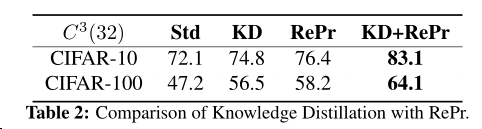 C³(32) Std KD RePr KD+RePr
CIFAR-10 72.1 74.8 76.4 83.1
CIFAR-100 47.2 56.5 58.2 64.1
Table 2: Comparison of Knowledge Distillation with RePr.